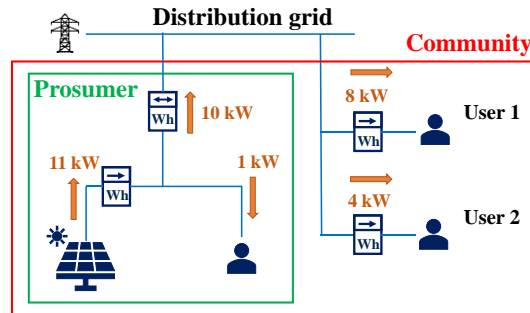 Distribution grid
Community
Prosumer
8 kW
User 1
10 kW
Wh
Wh
11 kW
1 kW
4 kW
Wh
User 2
Wh